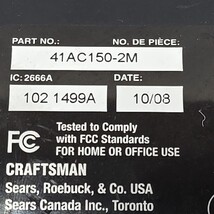 PART NO.: NO. DE PIÈCE:
41AC150-2M
IC: 2666A DATE:
102 1499A 10/08
FC Tested to Comply
with FCC Standards
FOR HOME OR OFFICE USE
CRAFTSMAN
Sears, Roebuck, & Co. USA
Sears Canada Inc., Toronto